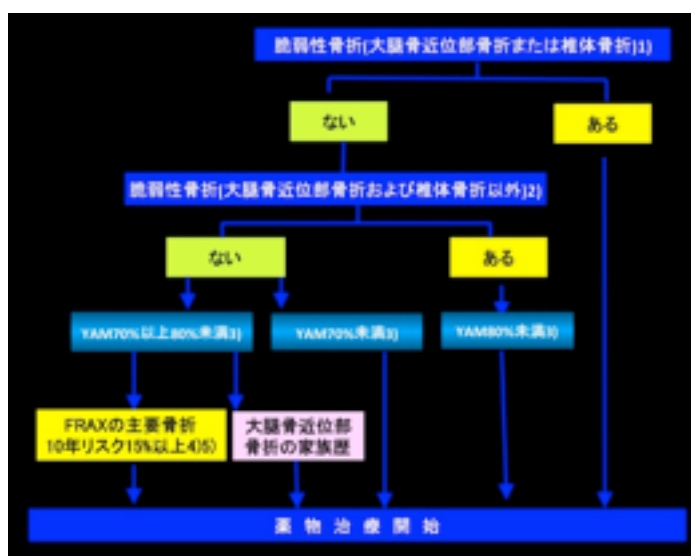 脆弱性骨折(大腿骨近位部骨折または椎体骨折)1)
ない
ある
脆弱性骨折(大腿骨近位部骨折および椎体骨折以外)2)
ない
ある
YAM70%以上80%未満3)
YAM70%未満3)
YAM80%未満3)
FRAXの主要骨折
10年リスク15%以上4)5)
大腿骨近位部
骨折の家族歴
薬物治療開始